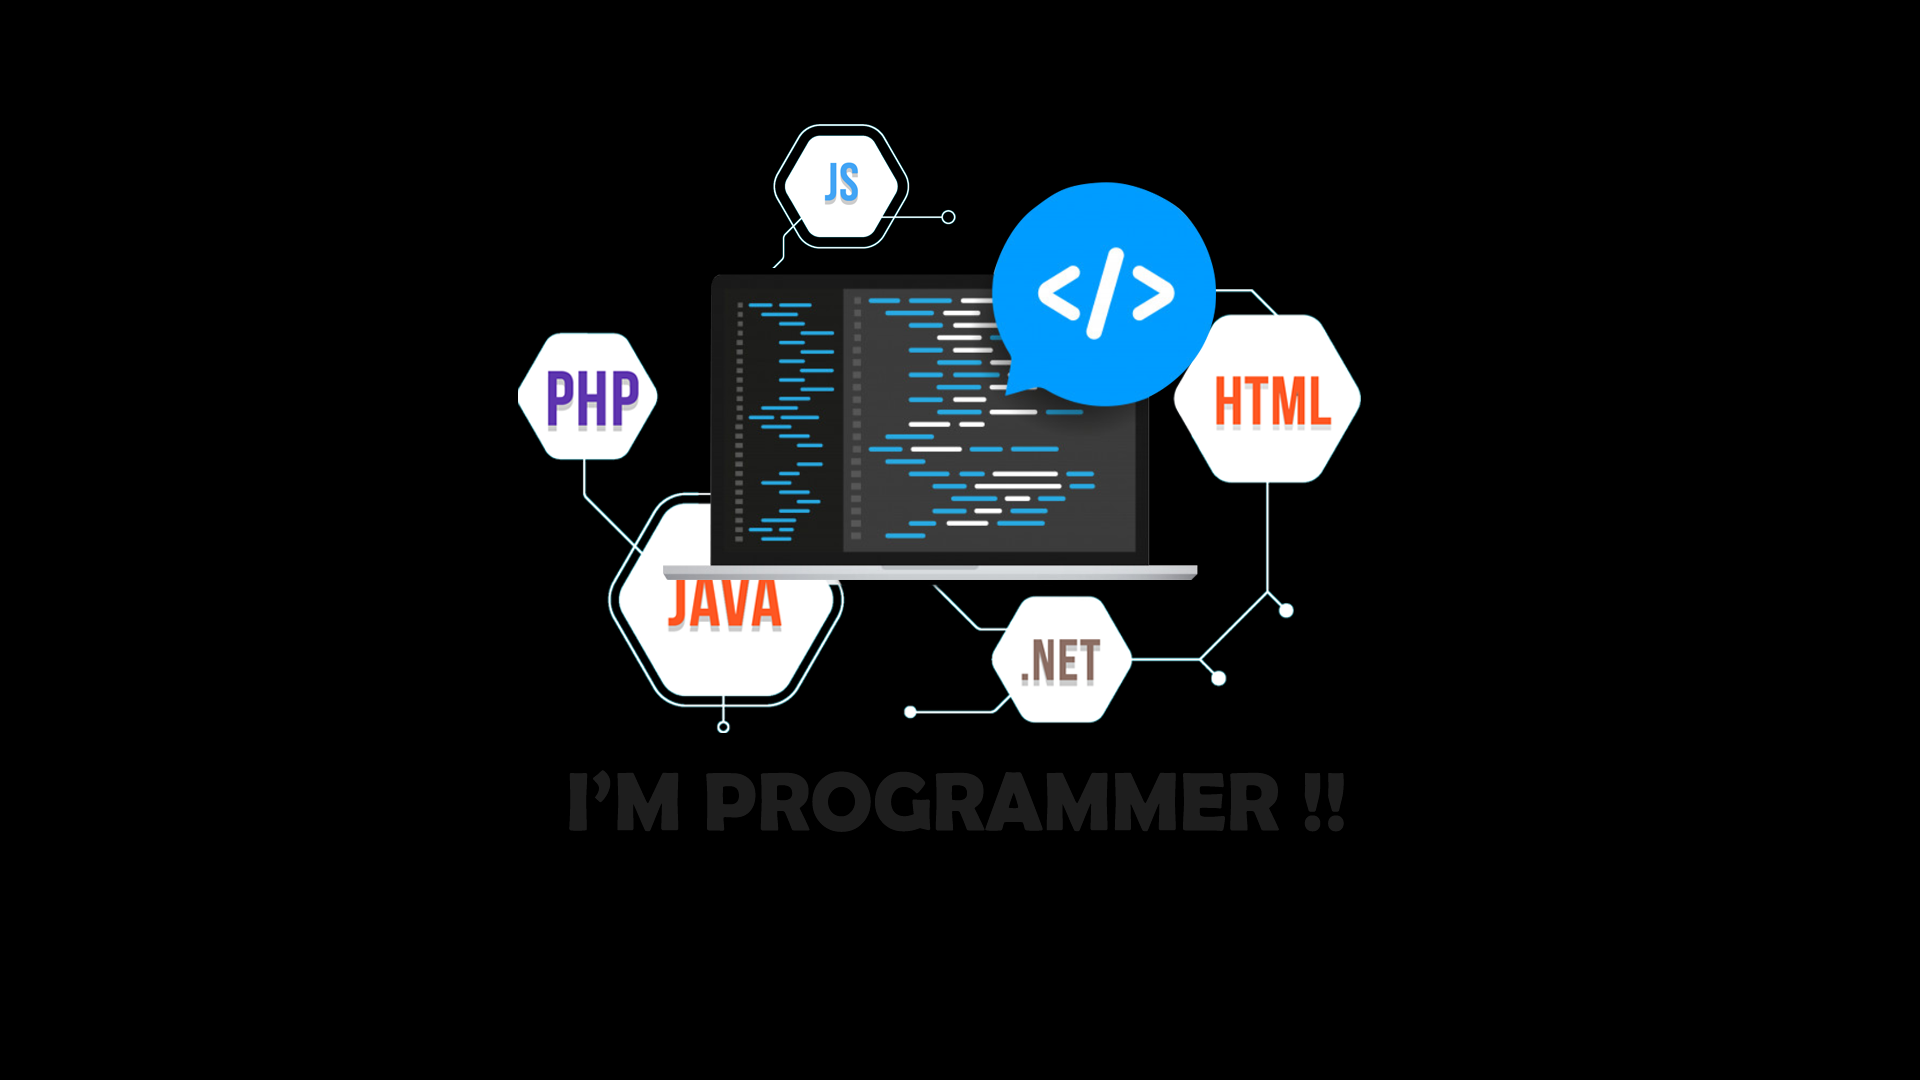 JS
</>
PHP
HTML
JAVA
.NET
I'M PROGRAMMER !!